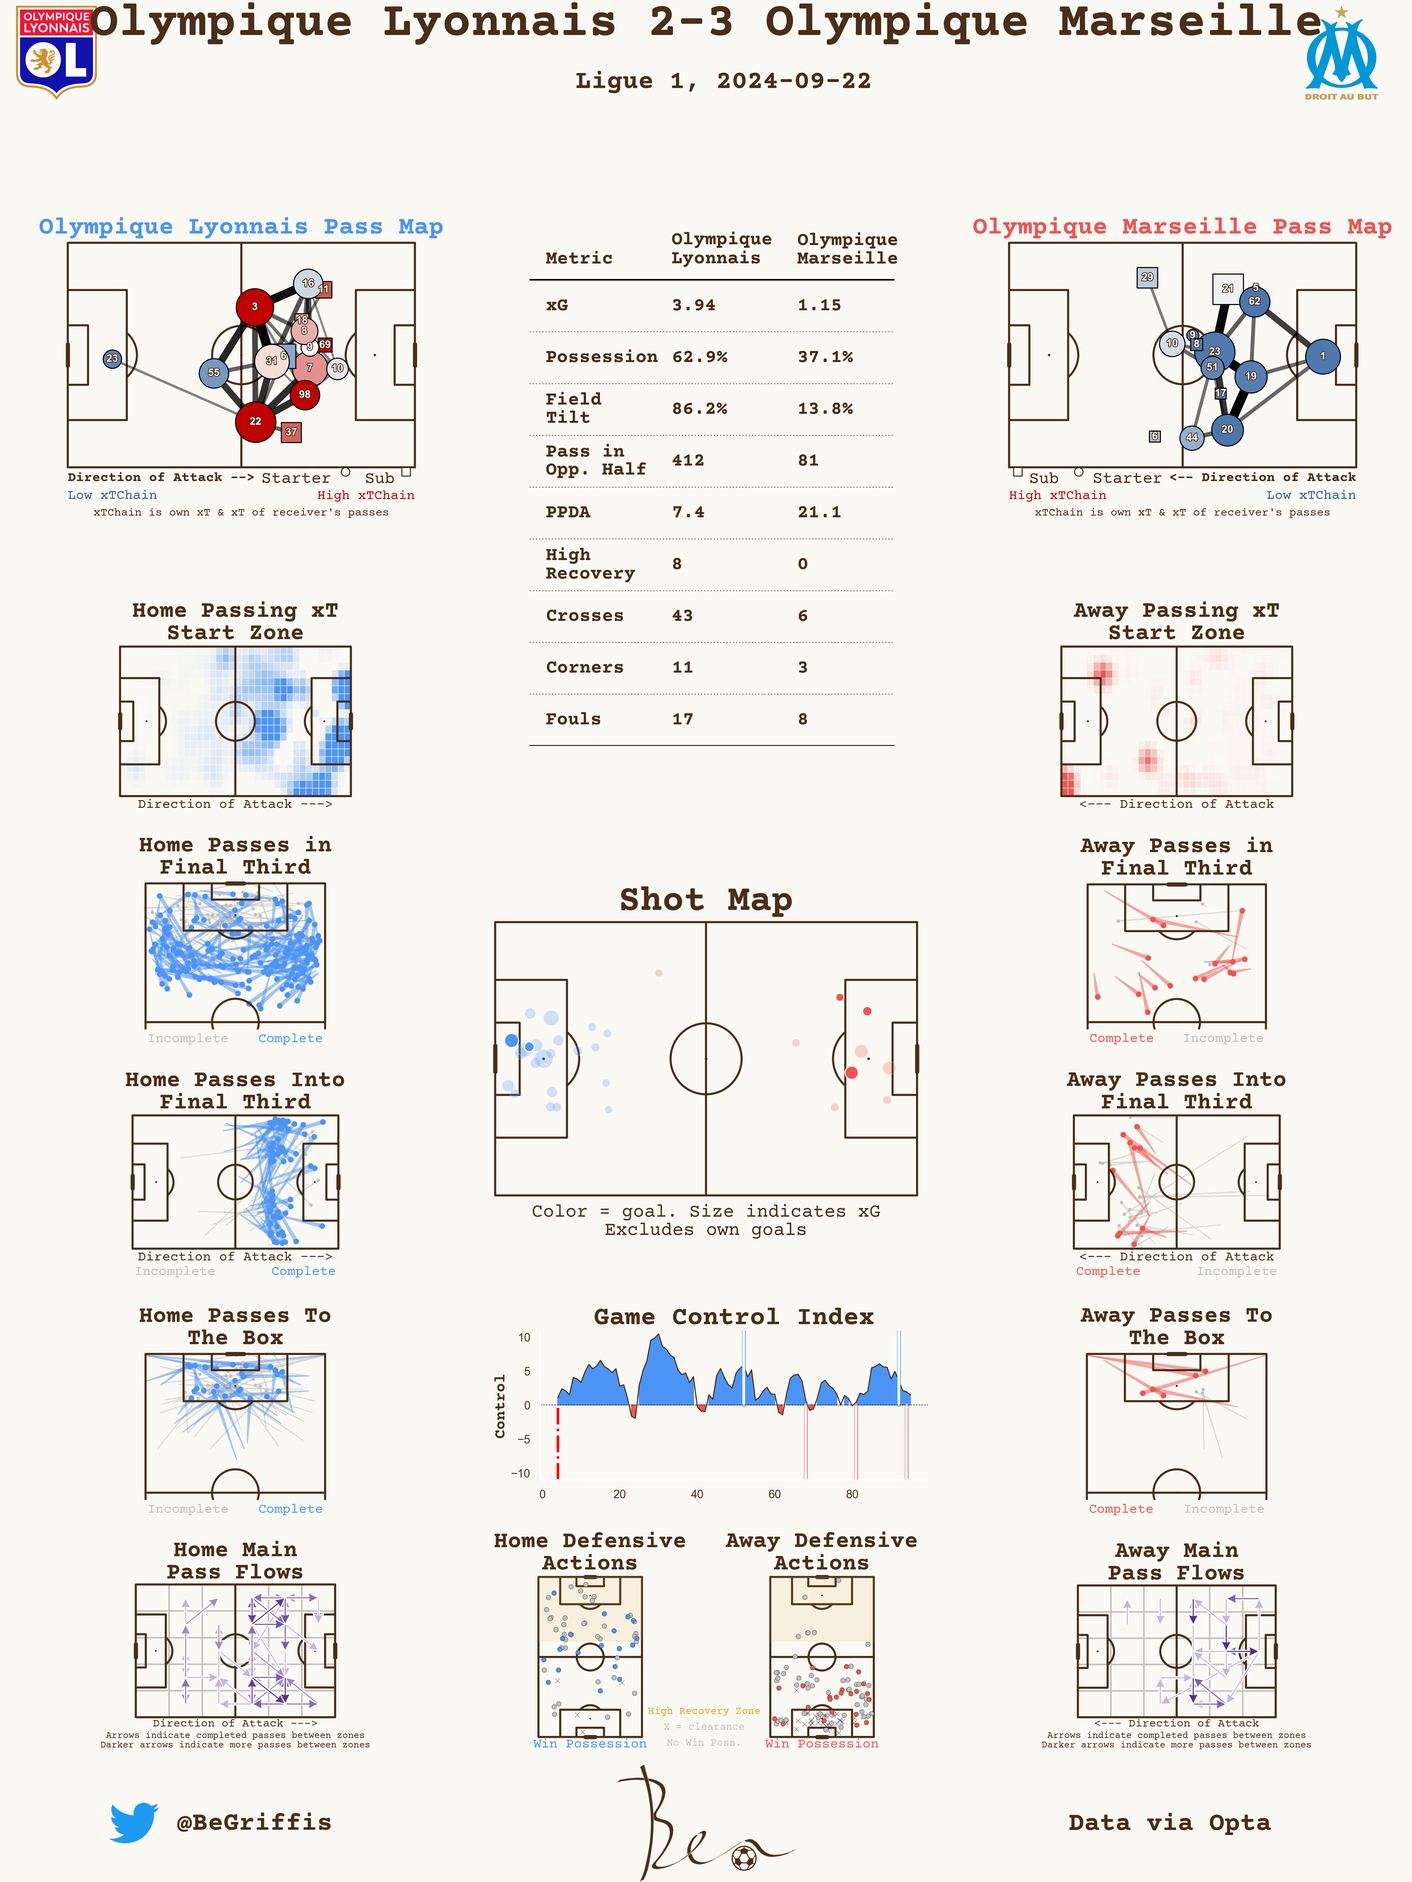 Olympique Lyonnais 2-3 Olympique Marseille
OLYMPIQUE
LYONNAIS
OL
Ligue 1, 2024-09-22
DROIT AU BUT
Olympique Lyonnais Pass Map
16
11
3
18
8
69
9
6
31
7
10
23
55
98
22
37
Direction of Attack --> Starter Sub
Low xTChain High xTChain
xTChain is own xT & xT of receiver's passes
Metric Olympique Lyonnais Olympique Marseille
xG 3.94 1.15
Possession 62.9% 37.1%
Field Tilt 86.2% 13.8%
Pass in Opp. Half 412 81
PPDA 7.4 21.1
High Recovery 8 0
Crosses 43 6
Corners 11 3
Fouls 17 8
Olympique Marseille Pass Map
29
21
5
62
9
10
8
23
1
51
19
17
20
6
44
Sub Starter <-- Direction of Attack
High xTChain Low xTChain
xTChain is own xT & xT of receiver's passes
Home Passing xT
Start Zone
Direction of Attack --->
Away Passing xT
Start Zone
<--- Direction of Attack
Home Passes in
Final Third
Incomplete Complete
Away Passes in
Final Third
Complete Incomplete
Shot Map
Color = goal. Size indicates xG
Excludes own goals
Home Passes Into
Final Third
Direction of Attack --->
Incomplete Complete
Away Passes Into
Final Third
<--- Direction of Attack
Complete Incomplete
Home Passes To
The Box
Incomplete Complete
Game Control Index
Control
10
5
0
−5
−10
0 20 40 60 80
Away Passes To
The Box
Complete Incomplete
Home Main
Pass Flows
Direction of Attack --->
Arrows indicate completed passes between zones
Darker arrows indicate more passes between zones
Home Defensive
Actions
Win Possession
Away Defensive
Actions
Win Possession
High Recovery Zone
X = clearance
No Win Poss.
Away Main
Pass Flows
<--- Direction of Attack
Arrows indicate completed passes between zones
Darker arrows indicate more passes between zones
@BeGriffis
Ben
Data via Opta